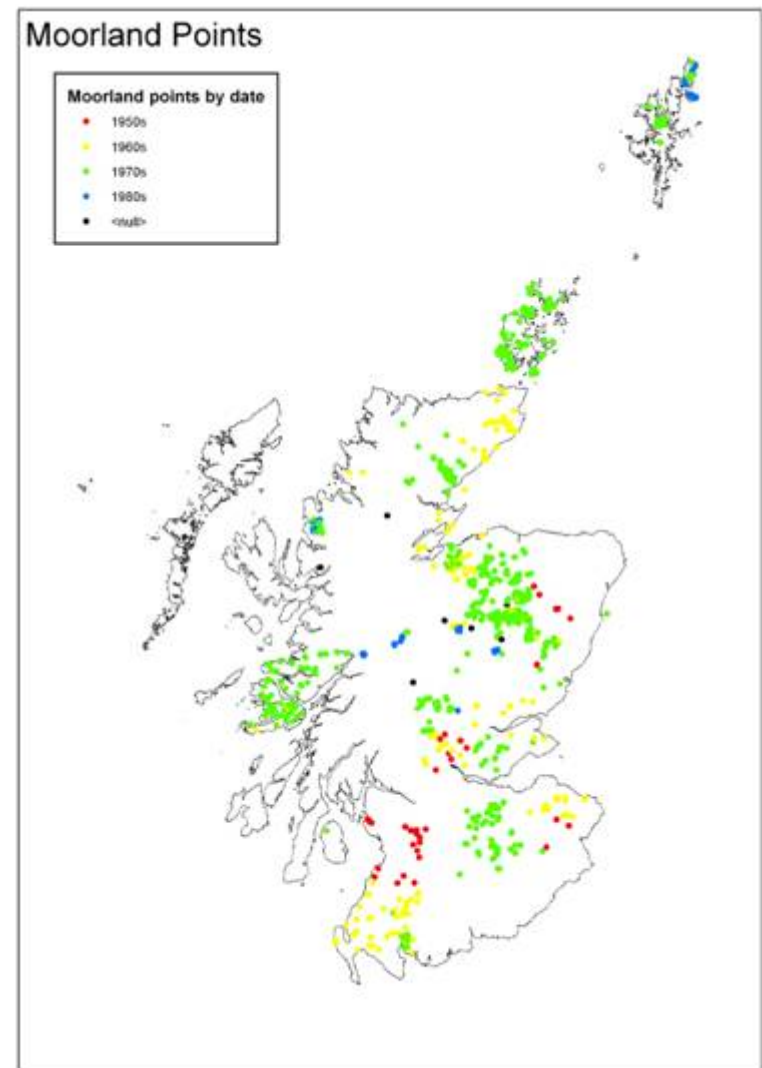 Moorland Points
Moorland points by date
1950s
1960s
1970s
1980s
<null>